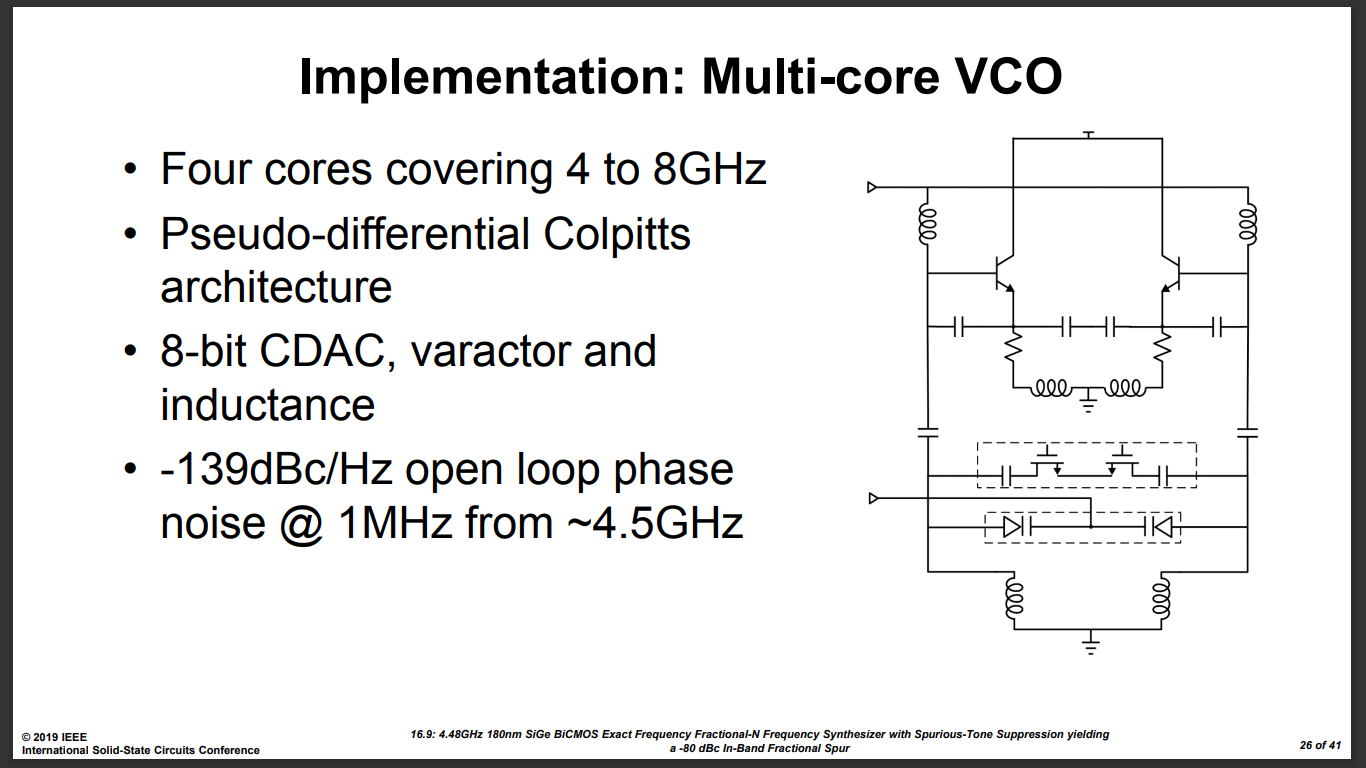 Implementation: Multi-core VCO
• Four cores covering 4 to 8GHz
• Pseudo-differential Colpitts
architecture
• 8-bit CDAC, varactor and
inductance
• -139dBc/Hz open loop phase
noise @ 1MHz from ~4.5GHz
© 2019 IEEE
International Solid-State Circuits Conference
16.9: 4.48GHz 180nm SiGe BiCMOS Exact Frequency Fractional-N Frequency Synthesizer with Spurious-Tone Suppression yielding
a -80 dBc In-Band Fractional Spur
26 of 41